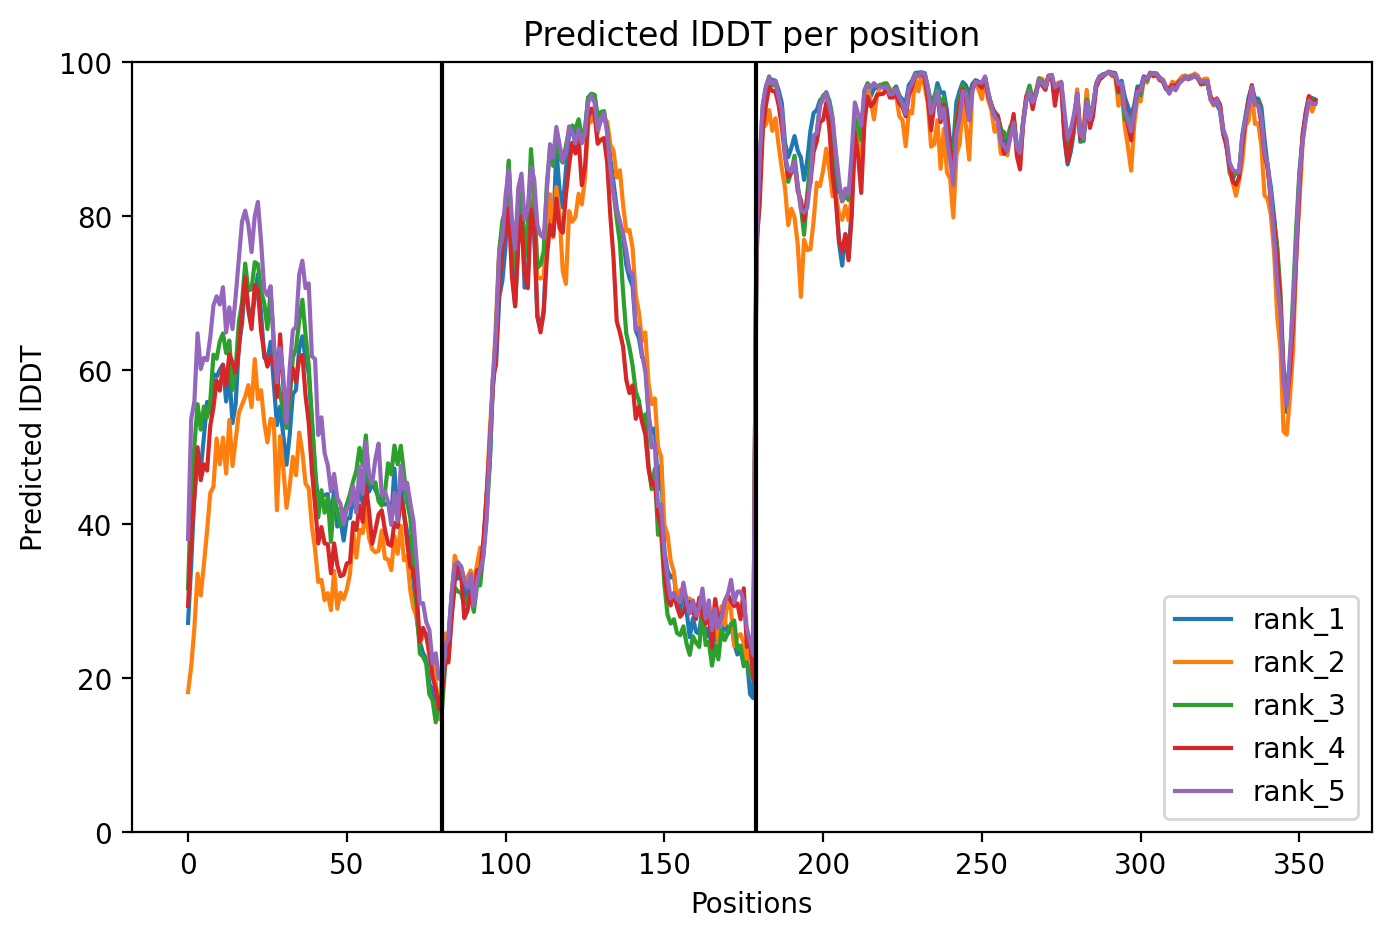 Predicted lDDT per position
Predicted lDDT
100
80
60
40
20
0
0 50 100 150 200 250 300 350
Positions
rank_1
rank_2
rank_3
rank_4
rank_5